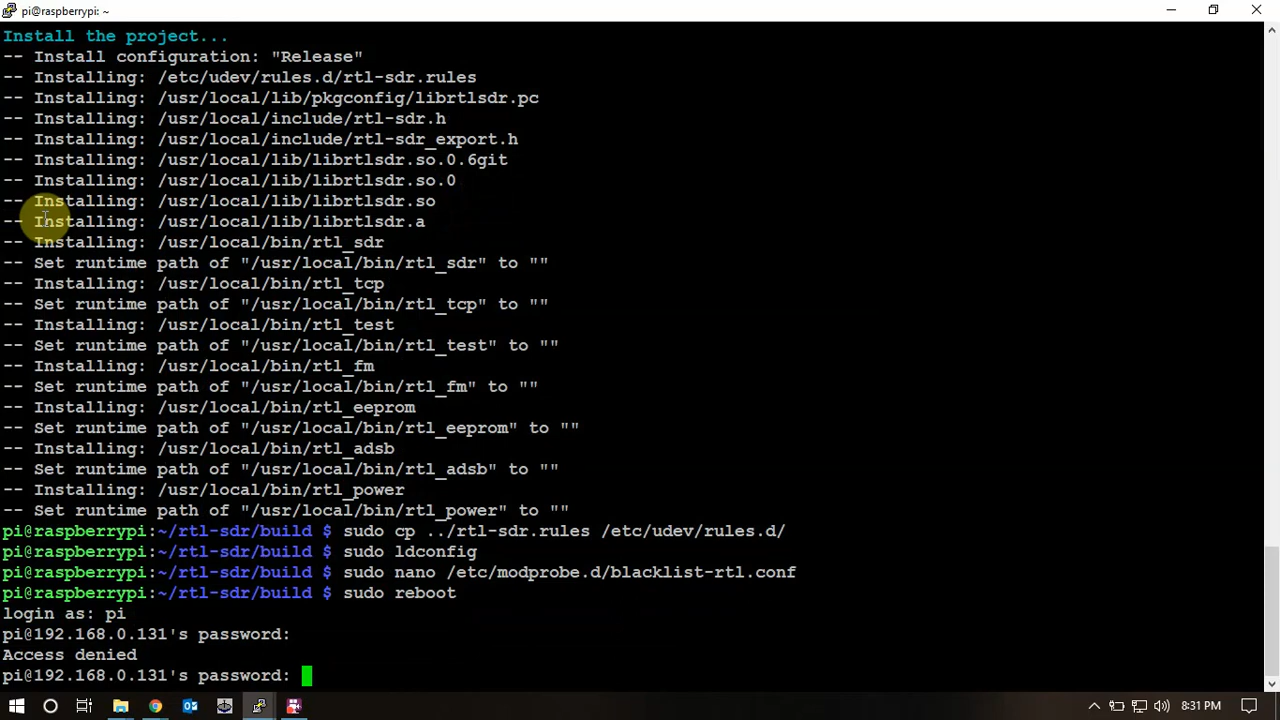 pi@raspberrypi: ~
Install the project...
-- Install configuration: "Release"
-- Installing: /etc/udev/rules.d/rtl-sdr.rules
-- Installing: /usr/local/lib/pkgconfig/librtlsdr.pc
-- Installing: /usr/local/include/rtl-sdr.h
-- Installing: /usr/local/include/rtl-sdr_export.h
-- Installing: /usr/local/lib/librtlsdr.so.0.6git
-- Installing: /usr/local/lib/librtlsdr.so.0
-- Installing: /usr/local/lib/librtlsdr.so
-- Installing: /usr/local/lib/librtlsdr.a
-- Installing: /usr/local/bin/rtl_sdr
-- Set runtime path of "/usr/local/bin/rtl_sdr" to ""
-- Installing: /usr/local/bin/rtl_tcp
-- Set runtime path of "/usr/local/bin/rtl_tcp" to ""
-- Installing: /usr/local/bin/rtl_test
-- Set runtime path of "/usr/local/bin/rtl_test" to ""
-- Installing: /usr/local/bin/rtl_fm
-- Set runtime path of "/usr/local/bin/rtl_fm" to ""
-- Installing: /usr/local/bin/rtl_eeprom
-- Set runtime path of "/usr/local/bin/rtl_eeprom" to ""
-- Installing: /usr/local/bin/rtl_adsb
-- Set runtime path of "/usr/local/bin/rtl_adsb" to ""
-- Installing: /usr/local/bin/rtl_power
-- Set runtime path of "/usr/local/bin/rtl_power" to ""
pi@raspberrypi:~/rtl-sdr/build $ sudo cp ../rtl-sdr.rules /etc/udev/rules.d/
pi@raspberrypi:~/rtl-sdr/build $ sudo ldconfig
pi@raspberrypi:~/rtl-sdr/build $ sudo nano /etc/modprobe.d/blacklist-rtl.conf
pi@raspberrypi:~/rtl-sdr/build $ sudo reboot
login as: pi
pi@192.168.0.131's password:
Access denied
pi@192.168.0.131's password:
8:31 PM